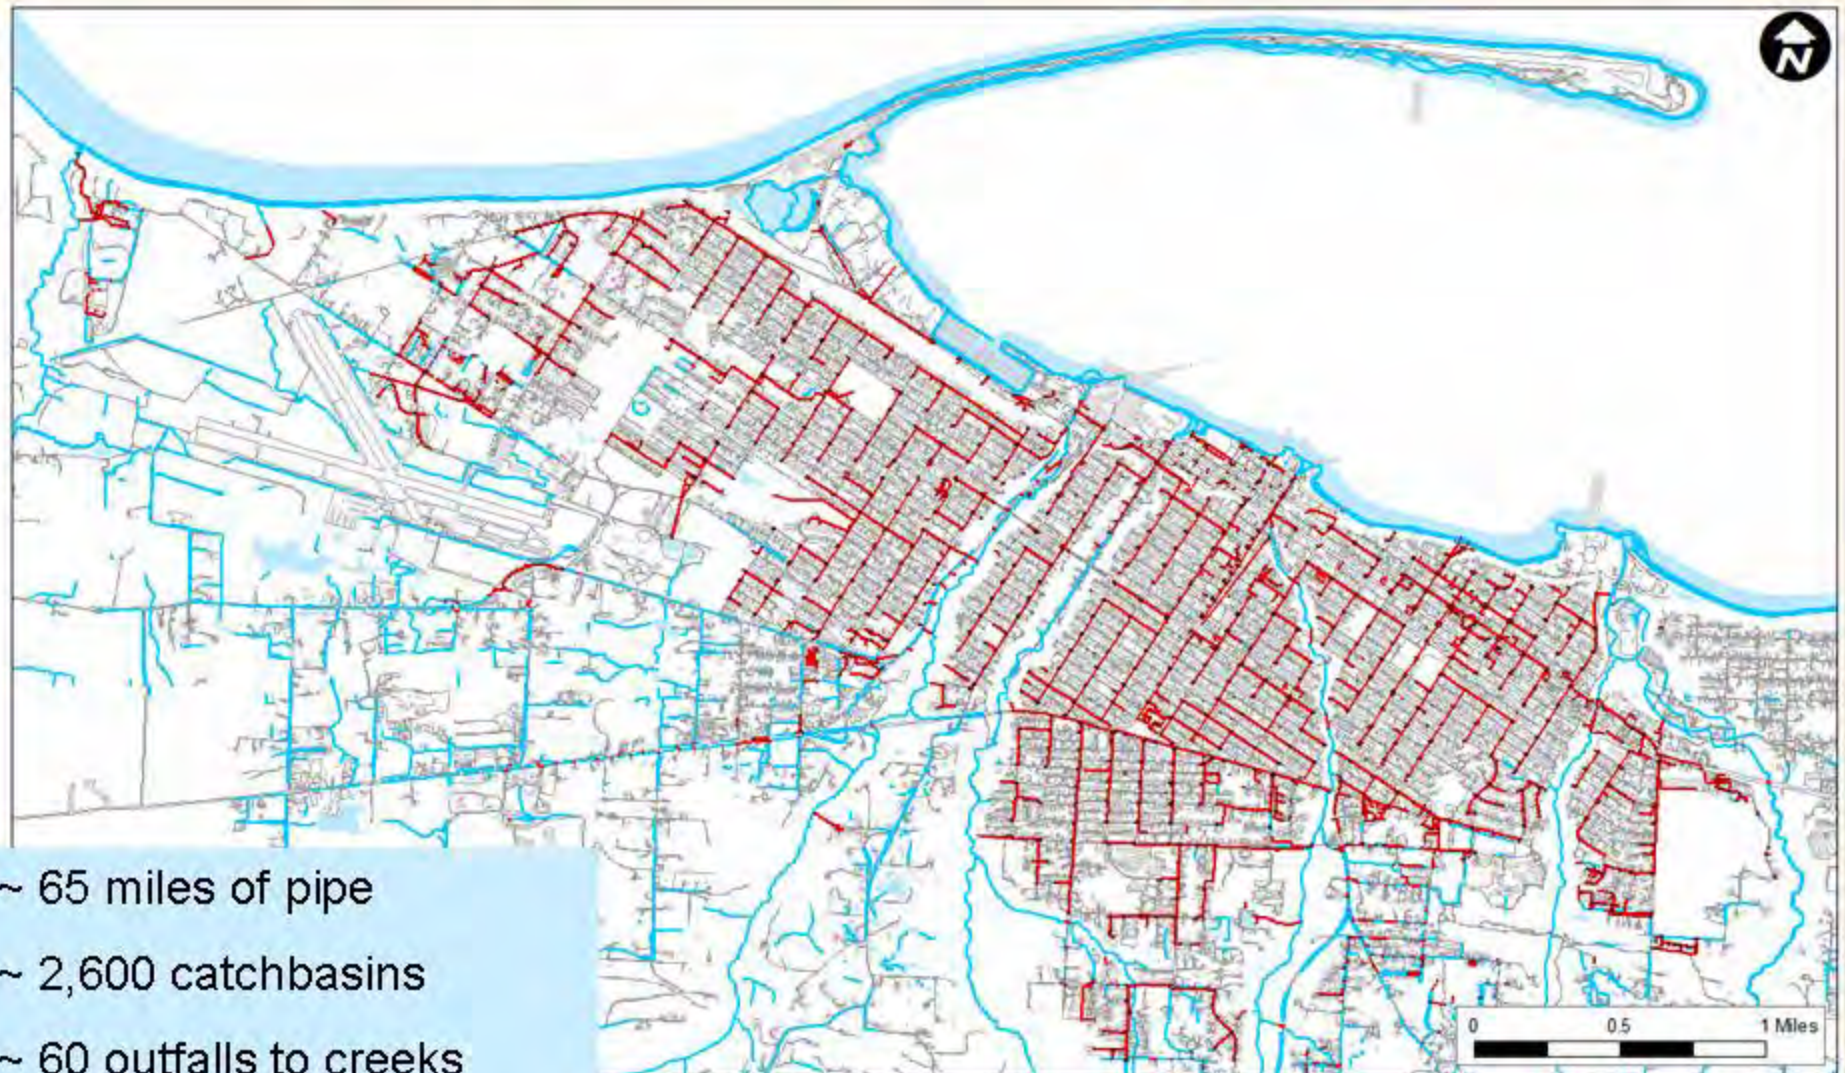 N
~ 65 miles of pipe
~ 2,600 catchbasins
~ 60 outfalls to creeks
0 0.5 1 Miles